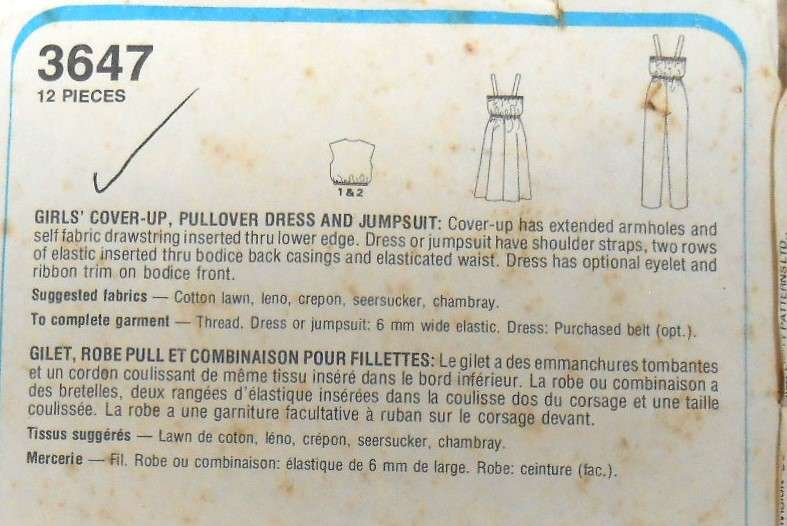 3647
12 PIECES
1 & 2
GIRLS' COVER-UP, PULLOVER DRESS AND JUMPSUIT: Cover-up has extended armholes and
self fabric drawstring inserted thru lower edge. Dress or jumpsuit have shoulder straps, two rows
of elastic inserted thru bodice back casings and elasticated waist. Dress has optional eyelet and
ribbon trim on bodice front.
Suggested fabrics — Cotton lawn, leno, crepon, seersucker, chambray.
To complete garment — Thread. Dress or jumpsuit: 6 mm wide elastic. Dress: Purchased belt (opt.).
GILET, ROBE PULL ET COMBINAISON POUR FILLETTES: Le gilet a des emmanchures tombantes
et un cordon coulissant de même tissu inséré dans le bord inférieur. La robe ou combinaison a
des bretelles, deux rangées d'élastique insérées dans la coulisse dos du corsage et une taille
coulissée. La robe a une garniture facultative à ruban sur le corsage devant.
Tissus suggérés — Lawn de coton, léno, crépon, seersucker, chambray.
Mercerie — Fil. Robe ou combinaison: élastique de 6 mm de large. Robe: ceinture (fac.).
PATTERNS LTD.